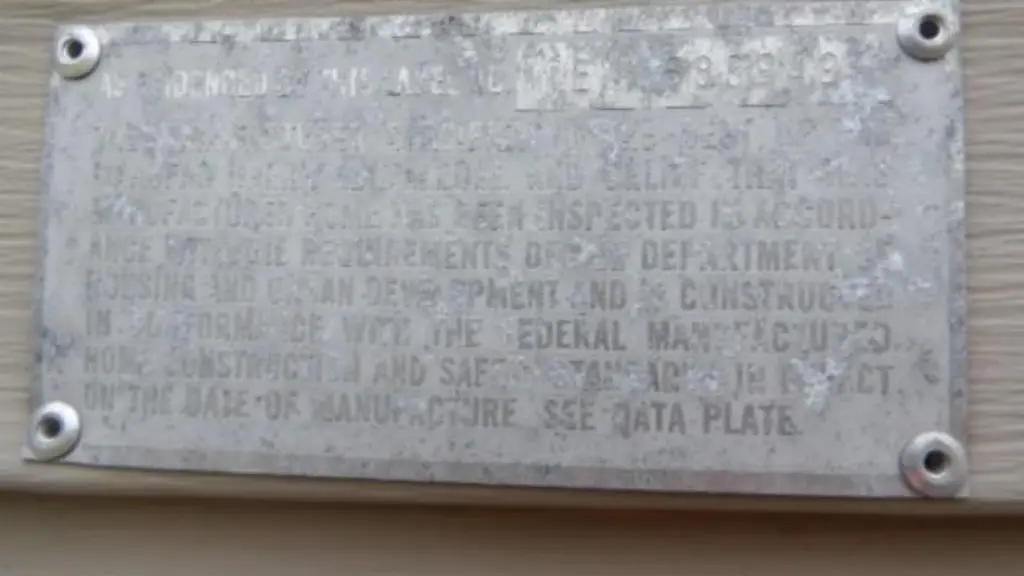 AS EVIDENCED BY THIS LABEL NO.
THE MANUFACTURER CERTIFIES TO THE BEST OF THE
MANUFACTURER'S KNOWLEDGE AND BELIEF THAT THIS
MANUFACTURED HOME HAS BEEN INSPECTED IN ACCORD-
ANCE WITH THE REQUIREMENTS OF THE DEPARTMENT OF
HOUSING AND URBAN DEVELOPMENT AND IS CONSTRUCTED
IN CONFORMANCE WITH THE FEDERAL MANUFACTURED
HOME CONSTRUCTION AND SAFETY STANDARDS IN EFFECT
ON THE DATE OF MANUFACTURE. SEE DATA PLATE.